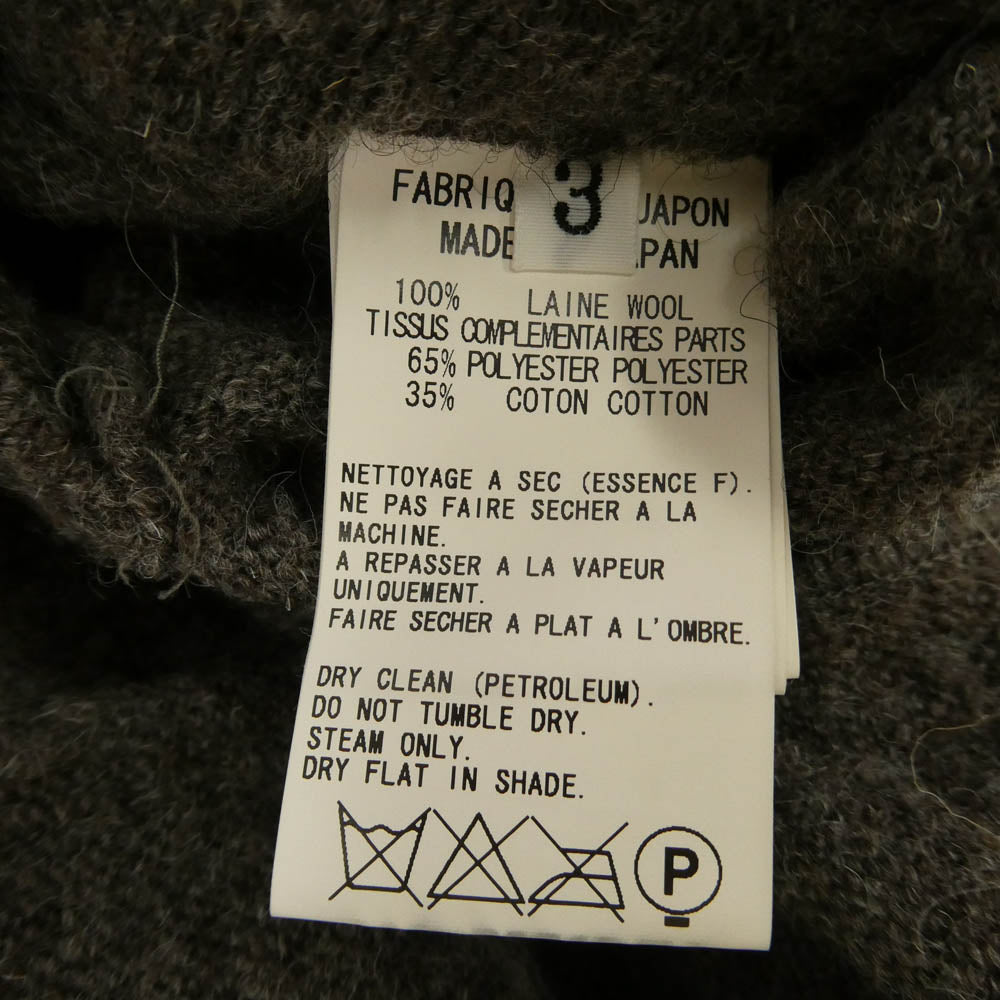 3
FABRIQ JAPON
MADE PAN
100% LAINE WOOL
TISSUS COMPLEMENTAIRES PARTS
65% POLYESTER POLYESTER
35% COTON COTTON
NETTOYAGE A SEC (ESSENCE F).
NE PAS FAIRE SECHER A LA
MACHINE.
A REPASSER A LA VAPEUR
UNIQUEMENT.
FAIRE SECHER A PLAT A L'OMBRE.
DRY CLEAN (PETROLEUM).
DO NOT TUMBLE DRY.
STEAM ONLY.
DRY FLAT IN SHADE.
P